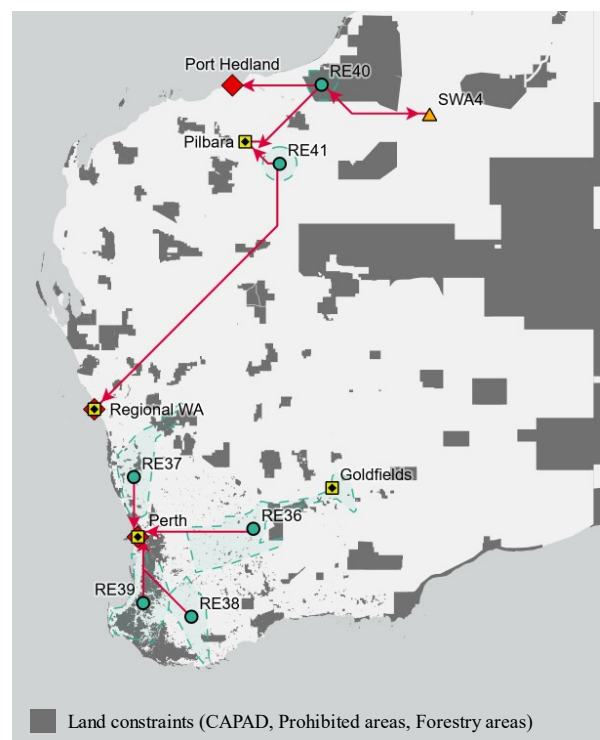 Port Hedland
RE40
SWA4
Pilbara
RE41
Regional WA
RE37
Goldfields
Perth
RE36
RE39
RE38
Land constraints (CAPAD, Prohibited areas, Forestry areas)